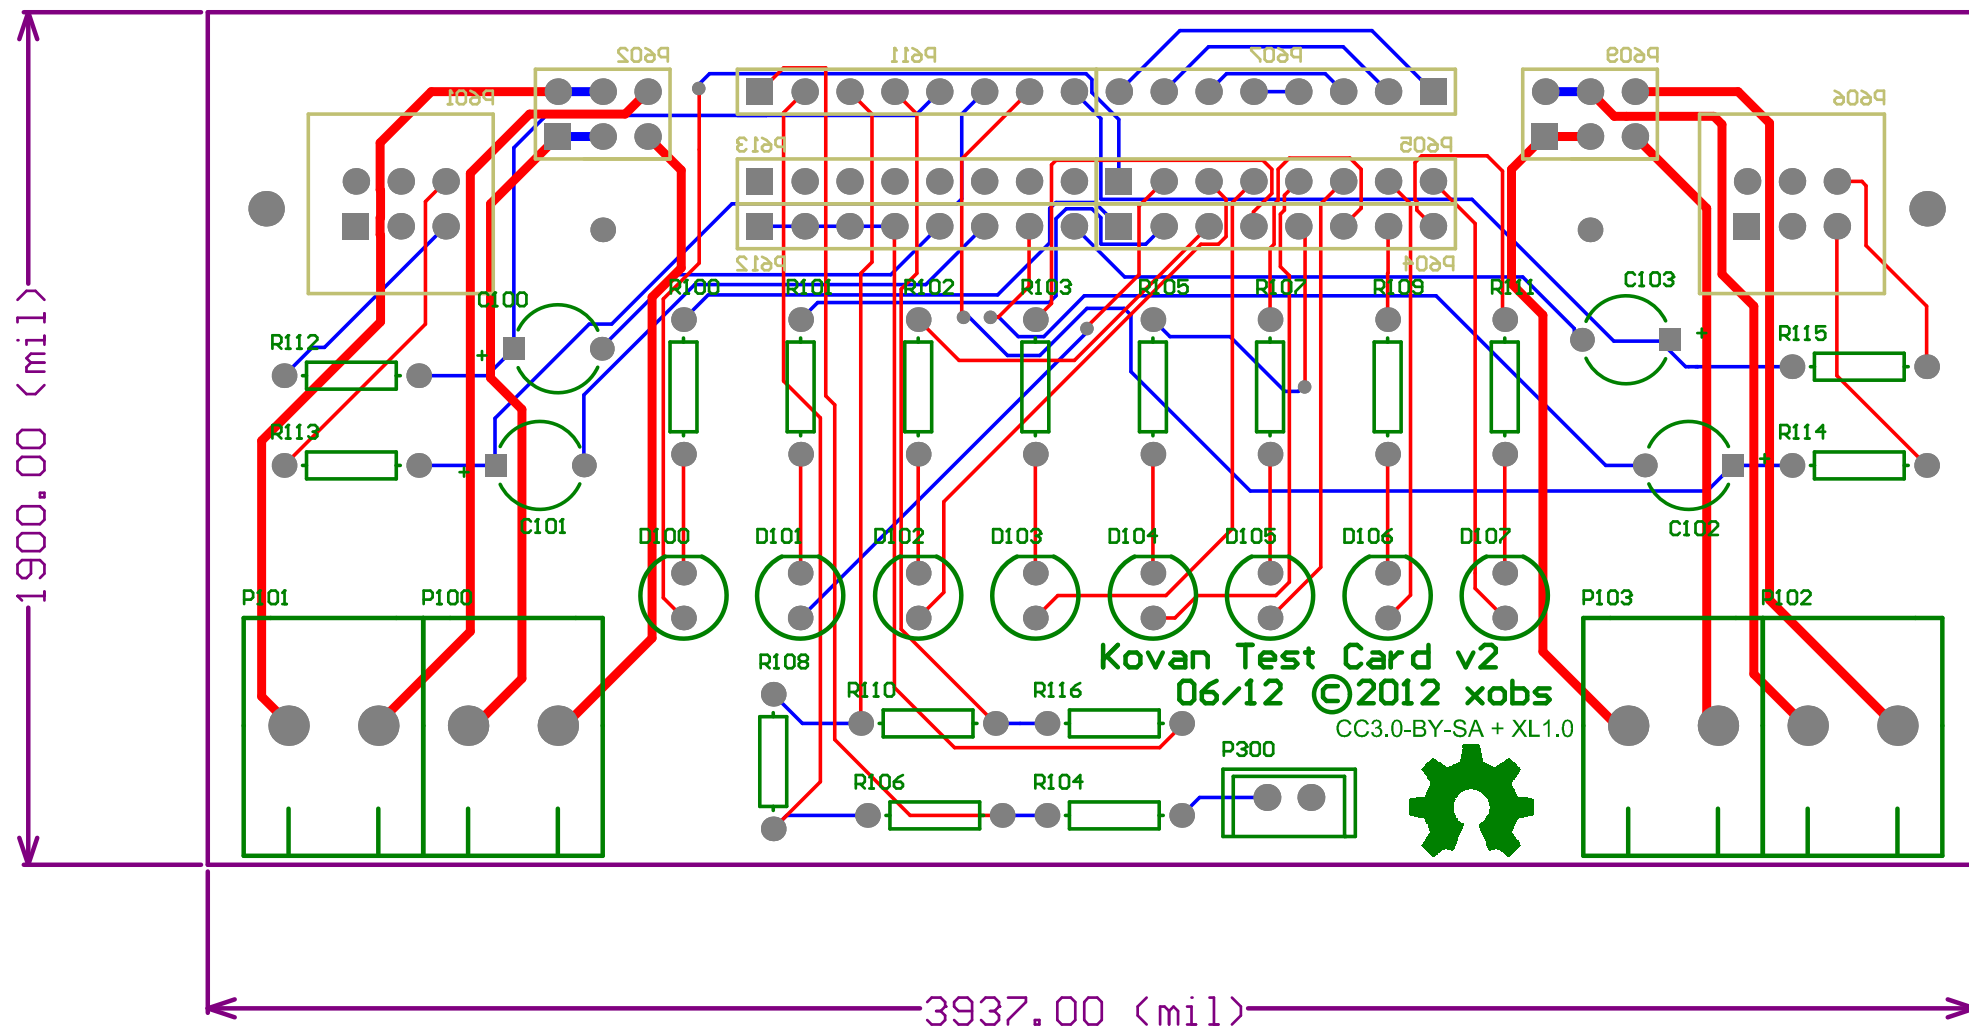 P602
P611
P607
P609
P601
P606
P613
P605
P612
P604
C100
R100
R101
R102
R103
R105
R107
R109
R111
C103
R112
R115
+
+
R113
R114
+
+
C101
C102
D100
D101
D102
D103
D104
D105
D106
D107
P101
P100
P103
P102
Kovan Test Card v2
06/12 ©2012 xobs
CC3.0-BY-SA + XL1.0
R108
R110
R116
P300
R106
R104
1900.00 (mil)
3937.00 (mil)